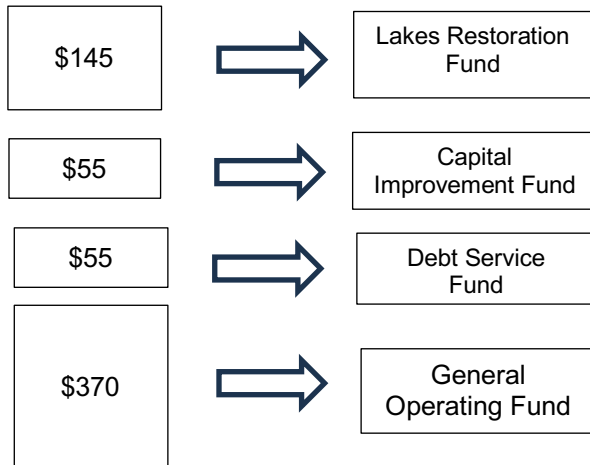 $145
Lakes Restoration
Fund
$55
Capital
Improvement Fund
$55
Debt Service
Fund
$370
General
Operating Fund